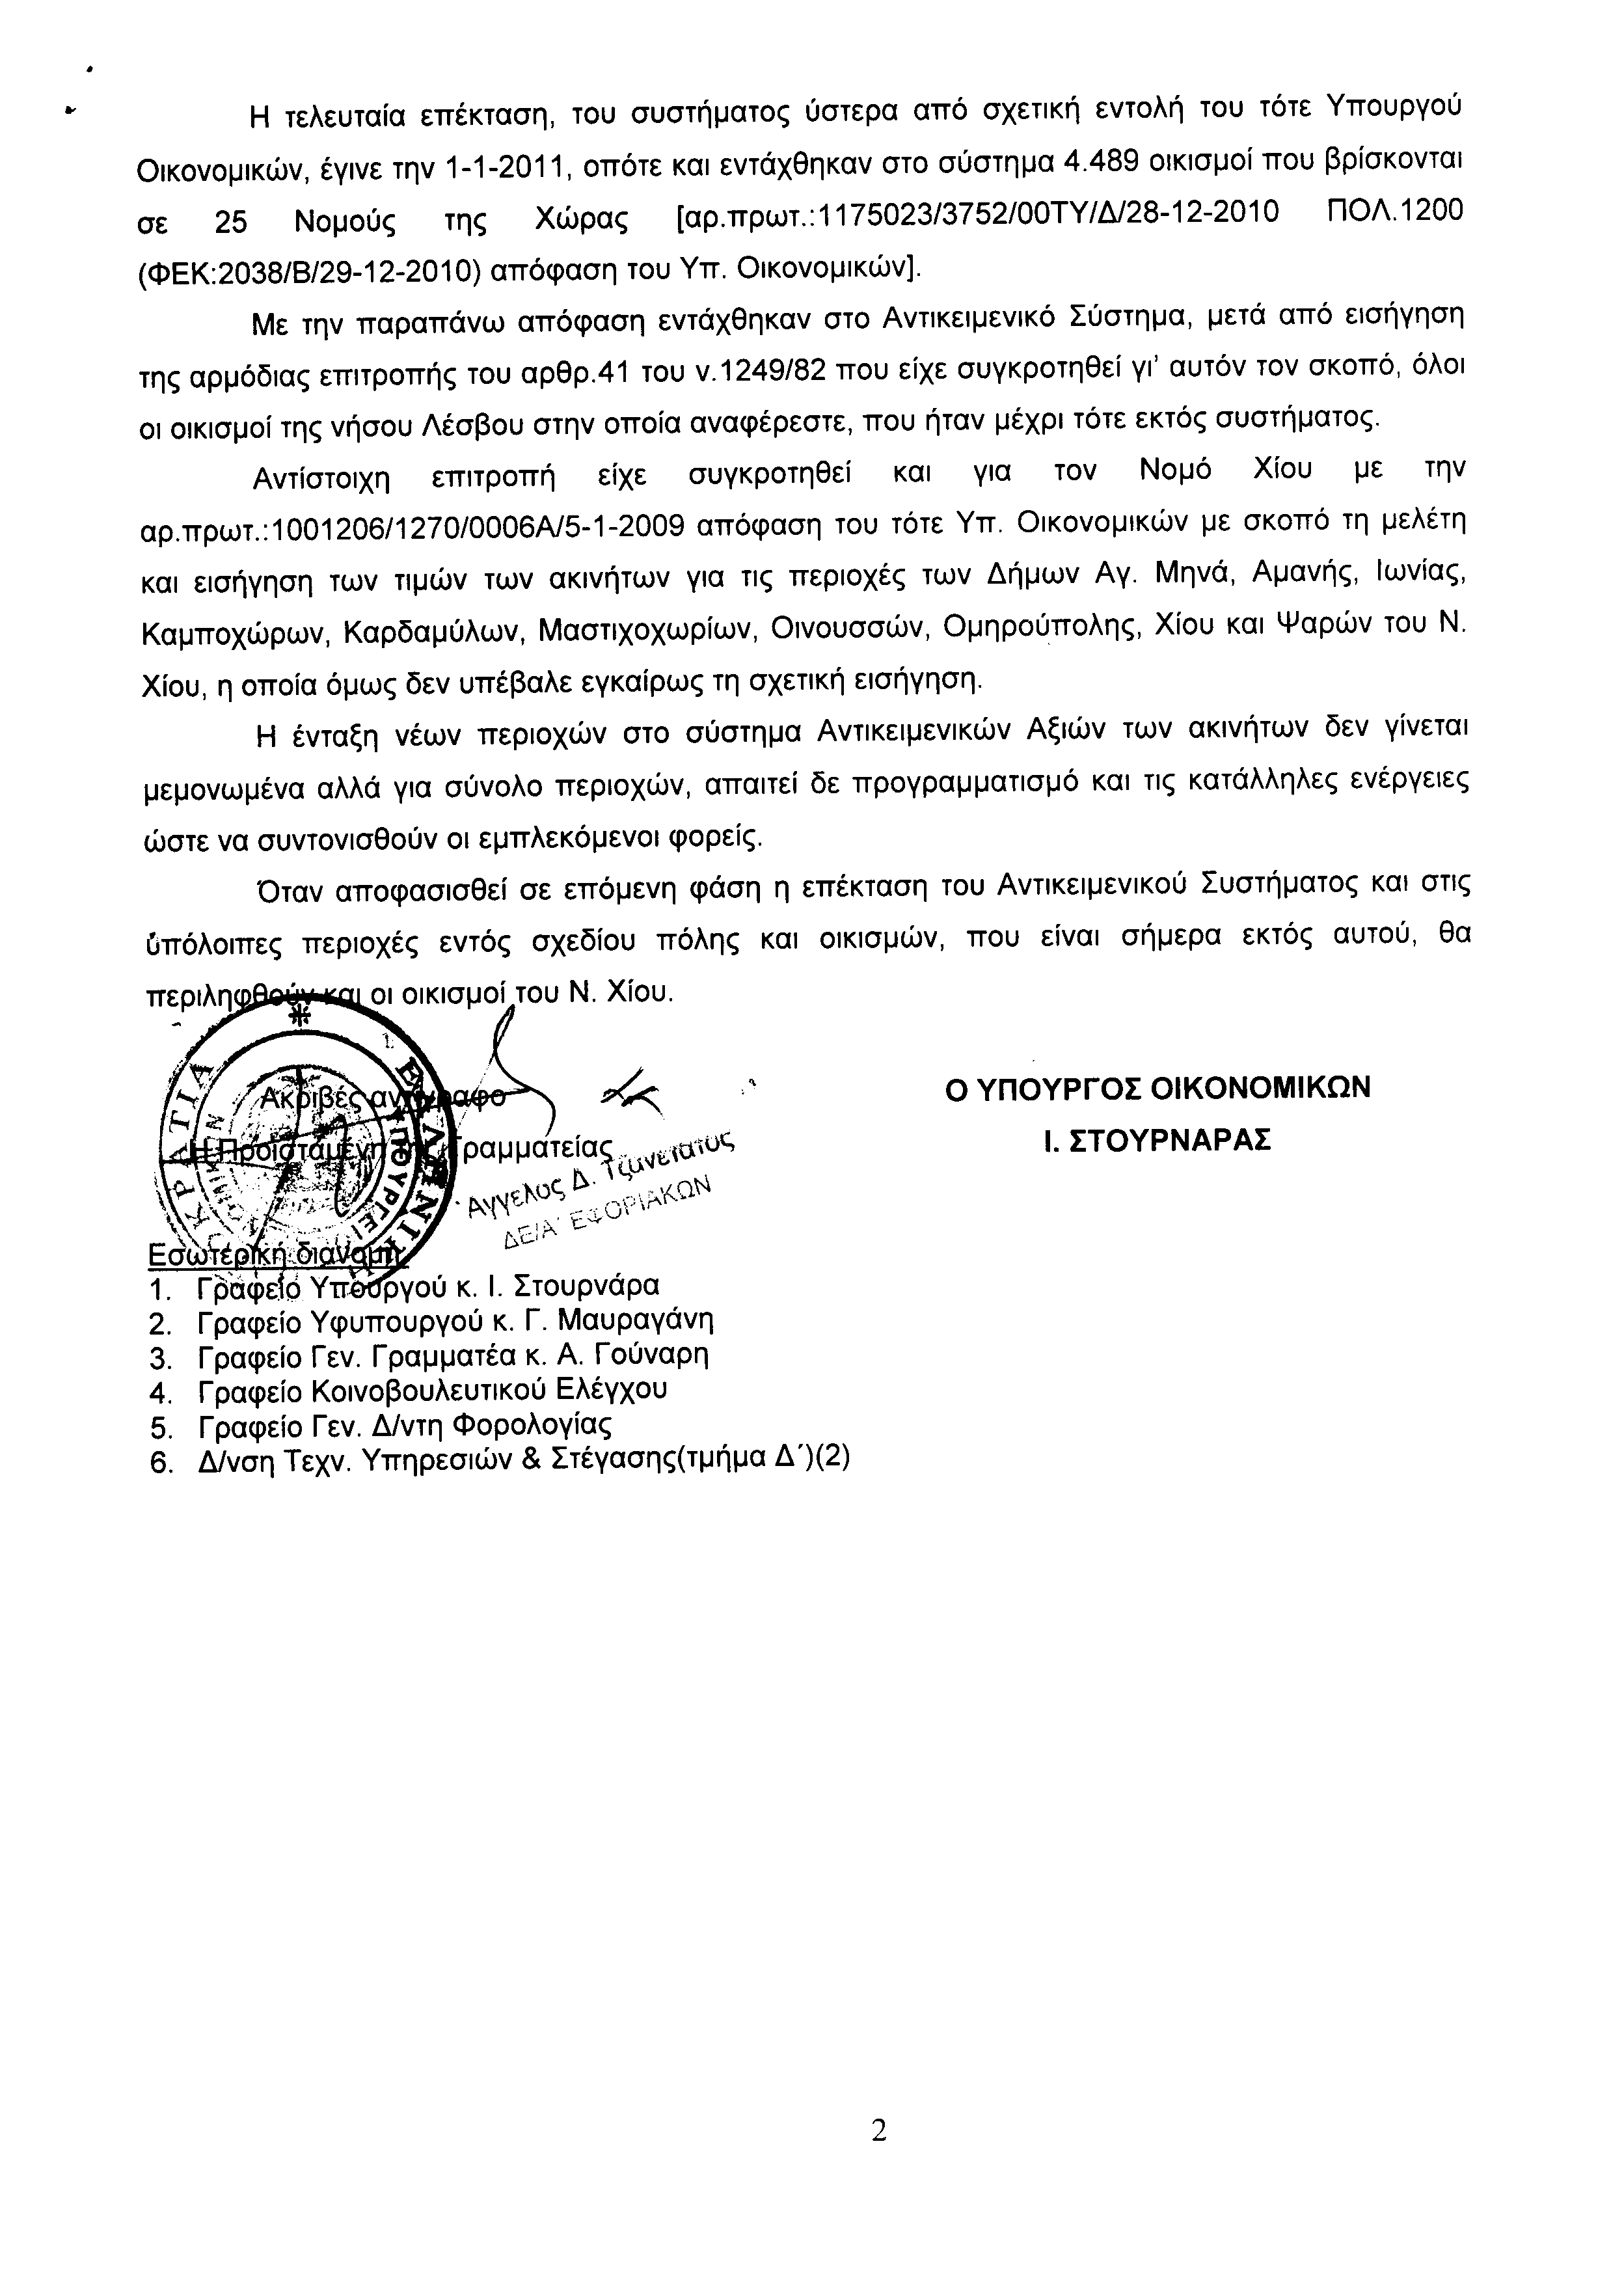 Η τελευταία επέκταση, του συστήματος ύστερα από σχετική εντολή του τότε Υπουργού
Οικονομικών, έγινε την 1-1-2011, οπότε και εντάχθηκαν στο σύστημα 4.489 οικισμοί που βρίσκονται
σε 25 Νομούς της Χώρας [αρ.πρωτ.:1175023/3752/00ΤΥ/Δ/28-12-2010 ΠΟΛ.1200
(ΦΕΚ:2038/Β/29-12-2010) απόφαση του Υπ. Οικονομικών].
Με την παραπάνω απόφαση εντάχθηκαν στο Αντικειμενικό Σύστημα, μετά από εισήγηση
της αρμόδιας επιτροπής του αρθρ.41 του ν.1249/82 που είχε συγκροτηθεί γι' αυτόν τον σκοπό, όλοι
οι οικισμοί της νήσου Λέσβου στην οποία αναφέρεστε, που ήταν μέχρι τότε εκτός συστήματος.
Αντίστοιχη επιτροπή είχε συγκροτηθεί και για τον Νομό Χίου με την
αρ.πρωτ.:1001206/1270/0006Α/5-1-2009 απόφαση του τότε Υπ. Οικονομικών με σκοπό τη μελέτη
και εισήγηση των τιμών των ακινήτων για τις περιοχές των Δήμων Αγ. Μηνά, Αμανής, Ιωνίας,
Καμποχώρων, Καρδαμύλων, Μαστιχοχωρίων, Οινουσσών, Ομηρούπολης, Χίου και Ψαρών του Ν.
Χίου, η οποία όμως δεν υπέβαλε εγκαίρως τη σχετική εισήγηση.
Η ένταξη νέων περιοχών στο σύστημα Αντικειμενικών Αξιών των ακινήτων δεν γίνεται
μεμονωμένα αλλά για σύνολο περιοχών, απαιτεί δε προγραμματισμό και τις κατάλληλες ενέργειες
ώστε να συντονισθούν οι εμπλεκόμενοι φορείς.
Όταν αποφασισθεί σε επόμενη φάση η επέκταση του Αντικειμενικού Συστήματος και στις
υπόλοιπες περιοχές εντός σχεδίου πόλης και οικισμών, που είναι σήμερα εκτός αυτού, θα
περιληφθούν και οι οικισμοί του Ν. Χίου.
Ακριβές αντίγραφο
Η Προϊσταμένη Γραμματείας
Άγγελος Δ.
ΔΕ/Α' ΕΦΟΡΙΑΚΩΝ
Ο ΥΠΟΥΡΓΟΣ ΟΙΚΟΝΟΜΙΚΩΝ
Ι. ΣΤΟΥΡΝΑΡΑΣ
Εσωτερική διανομή
1. Γραφείο Υπουργού κ. Ι. Στουρνάρα
2. Γραφείο Υφυπουργού κ. Γ. Μαυραγάνη
3. Γραφείο Γεν. Γραμματέα κ. Α. Γούναρη
4. Γραφείο Κοινοβουλευτικού Ελέγχου
5. Γραφείο Γεν. Δ/ντη Φορολογίας
6. Δ/νση Τεχν. Υπηρεσιών & Στέγασης(τμήμα Δ΄)(2)
2